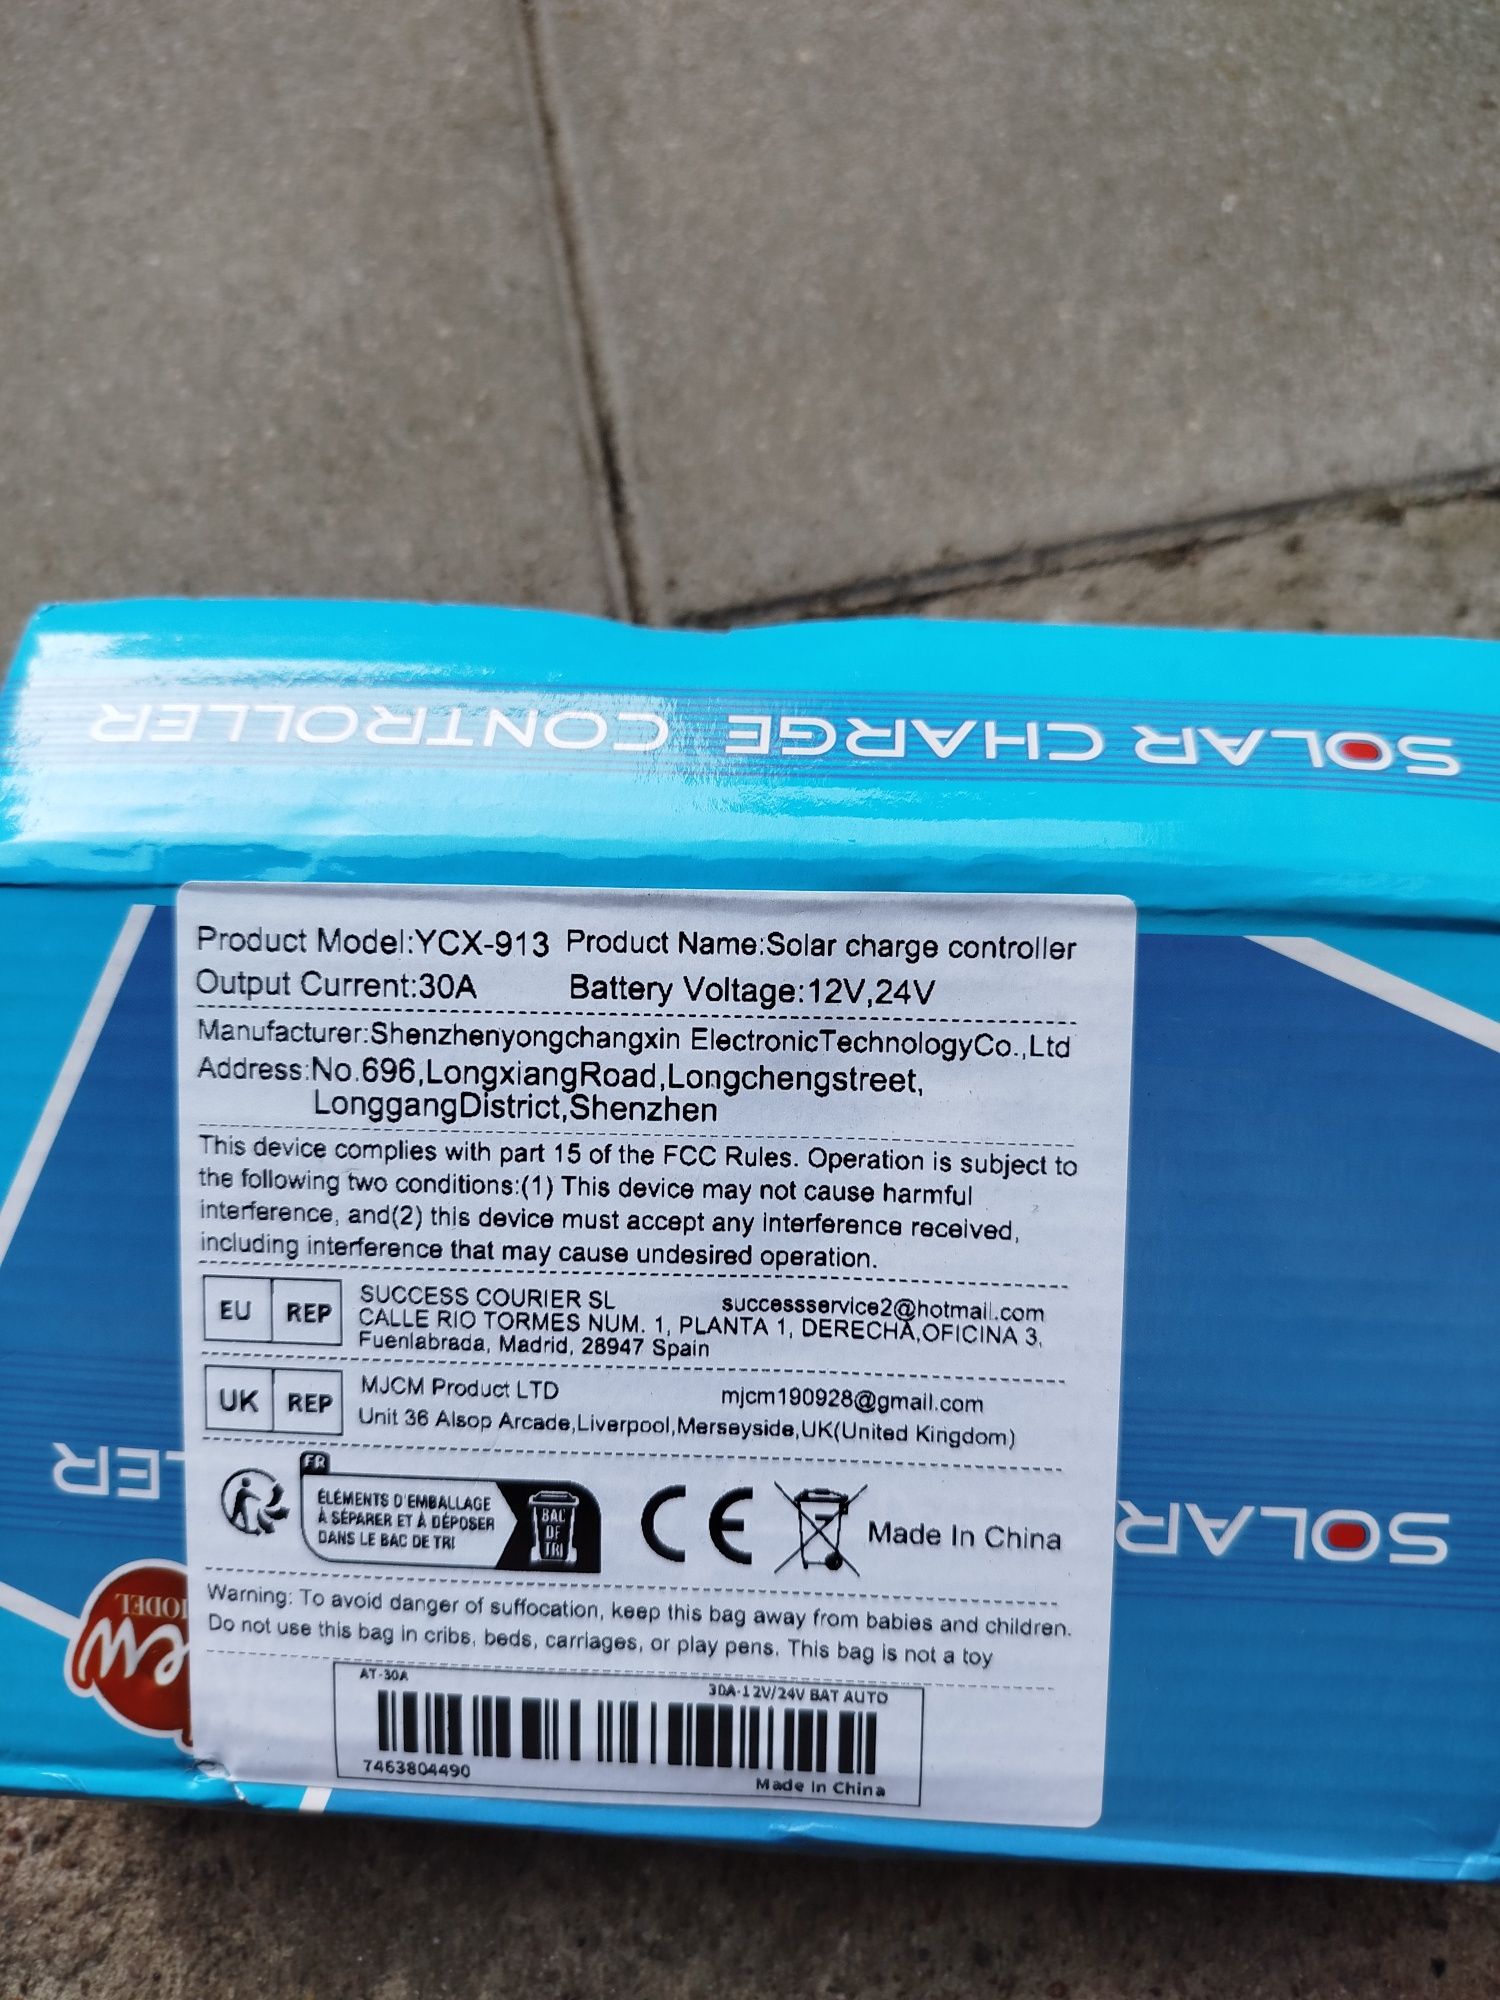 SOLAR CHARGE CONTROLLER
Product Model:YCX-913 Product Name:Solar charge controller
Output Current:30A Battery Voltage:12V,24V
Manufacturer:Shenzhenyongchangxin ElectronicTechnologyCo.,Ltd
Address:No.696,LongxiangRoad,Longchengstreet,
LonggangDistrict,Shenzhen
This device complies with part 15 of the FCC Rules. Operation is subject to
the following two conditions:(1) This device may not cause harmful
interference, and(2) this device must accept any interference received,
including interference that may cause undesired operation.
EU REP
SUCCESS COURIER SL successservice2@hotmail.com
CALLE RIO TORMES NUM. 1, PLANTA 1, DERECHA,OFICINA 3,
Fuenlabrada, Madrid, 28947 Spain
UK REP
MJCM Product LTD mjcm190928@gmail.com
Unit 36 Alsop Arcade,Liverpool,Merseyside,UK(United Kingdom)
FR
ÉLÉMENTS D'EMBALLAGE
À SÉPARER ET À DÉPOSER
DANS LE BAC DE TRI
BAC
DE
TRI
CE
Made In China
Warning: To avoid danger of suffocation, keep this bag away from babies and children.
Do not use this bag in cribs, beds, carriages, or play pens. This bag is not a toy
AT-30A 30A-12V/24V BAT AUTO
7463804490
Made In China
SOLAR
LER
ew
MODEL